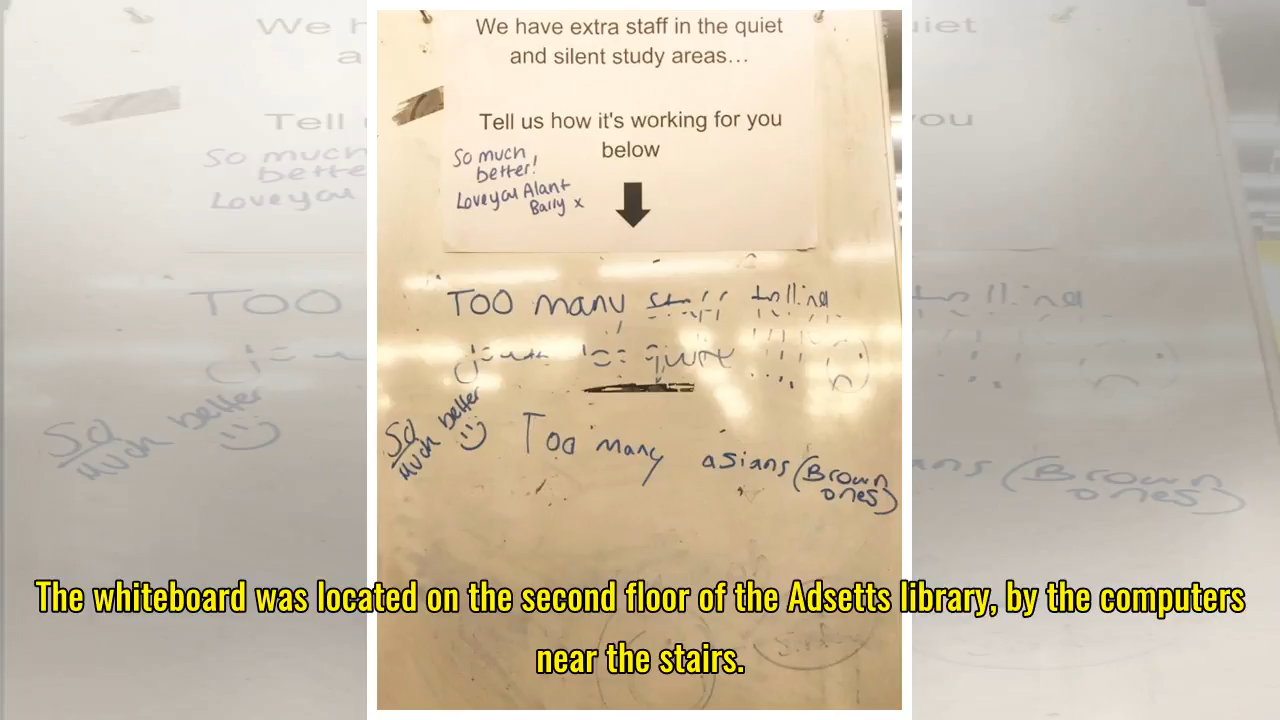 We have extra staff in the quiet
and silent study areas...
Tell us how it's working for you
below
So much
better!
Love you Alant
Barry x
Too many staff telling
quiet
So
much better
Too many asians (Brown
ones)
The whiteboard was located on the second floor of the Adsetts library, by the computers
near the stairs.